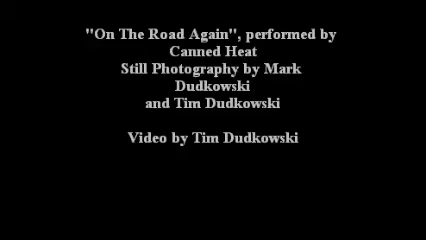 "On The Road Again", performed by
Canned Heat
Still Photography by Mark
Dudkowski
and Tim Dudkowski
Video by Tim Dudkowski